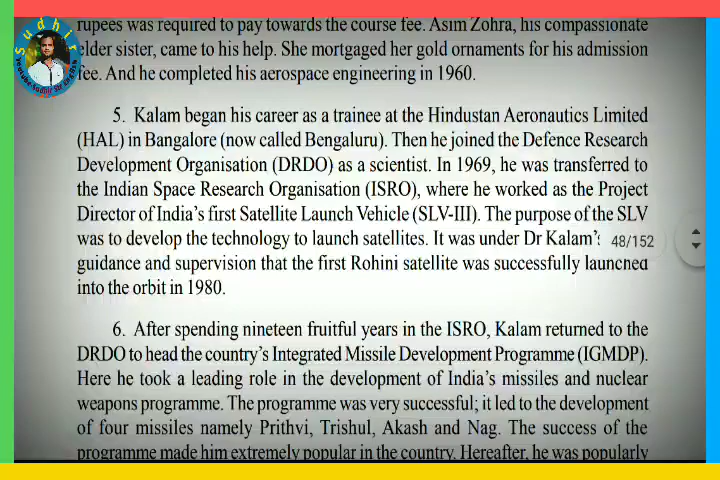 Sudhir
Youtube-Sudhir Sir ENGLISH
rupees was required to pay towards the course fee. Asim Zohra, his compassionate
elder sister, came to his help. She mortgaged her gold ornaments for his admission
fee. And he completed his aerospace engineering in 1960.
5. Kalam began his career as a trainee at the Hindustan Aeronautics Limited
(HAL) in Bangalore (now called Bengaluru). Then he joined the Defence Research
Development Organisation (DRDO) as a scientist. In 1969, he was transferred to
the Indian Space Research Organisation (ISRO), where he worked as the Project
Director of India's first Satellite Launch Vehicle (SLV-III). The purpose of the SLV
was to develop the technology to launch satellites. It was under Dr Kalam's 48/152
guidance and supervision that the first Rohini satellite was successfully launched
into the orbit in 1980.
6. After spending nineteen fruitful years in the ISRO, Kalam returned to the
DRDO to head the country's Integrated Missile Development Programme (IGMDP).
Here he took a leading role in the development of India's missiles and nuclear
weapons programme. The programme was very successful; it led to the development
of four missiles namely Prithvi, Trishul, Akash and Nag. The success of the
programme made him extremely popular in the country. Hereafter, he was popularly